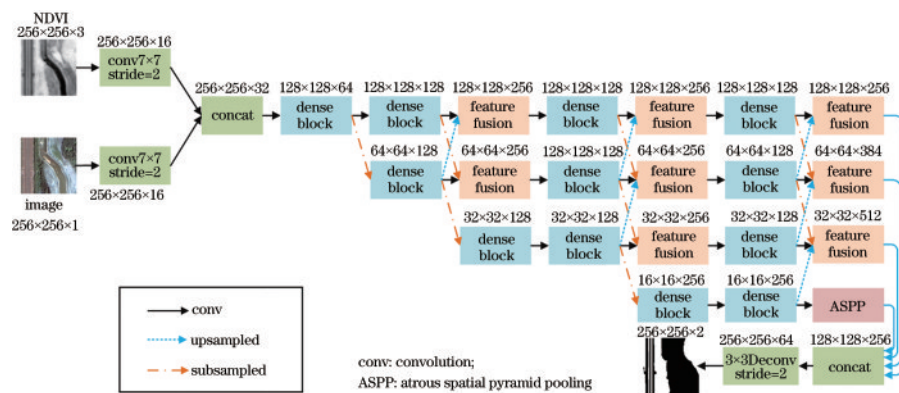 NDVI
256×256×3
256×256×16
conv7×7
stride=2
256×256×32
concat
conv7×7
stride=2
256×256×16
image
256×256×1
128×128×64 128×128×128 128×128×256 128×128×128 128×128×256 128×128×128 128×128×256
dense block
dense block
feature fusion
dense block
feature fusion
dense block
feature fusion
64×64×128 64×64×256 128×128×128 64×64×256 64×64×128 64×64×384
dense block
feature fusion
dense block
feature fusion
dense block
feature fusion
32×32×128 32×32×128 32×32×256 32×32×128 32×32×512
dense block
dense block
feature fusion
dense block
feature fusion
16×16×256 16×16×256
dense block
dense block
ASPP
256×256×2 256×256×64 128×128×256
3×3Deconv
stride=2
concat
conv
upsampled
subsampled
conv: convolution;
ASPP: atrous spatial pyramid pooling